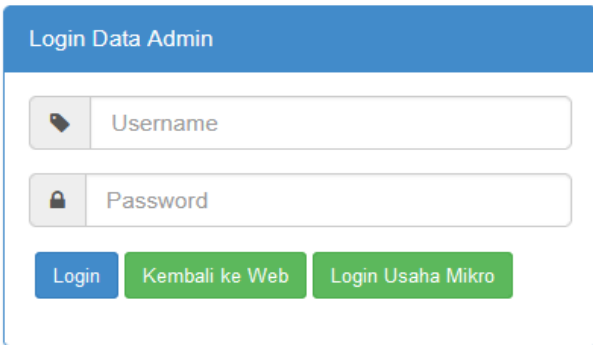 Login Data Admin
Username
Password
Login Kembali ke Web Login Usaha Mikro